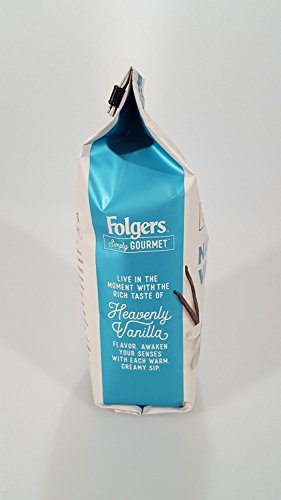 Folgers
Simply GOURMET
LIVE IN THE
MOMENT WITH THE
RICH TASTE OF
Heavenly
Vanilla
FLAVOR. AWAKEN
YOUR SENSES
WITH EACH WARM,
CREAMY SIP.